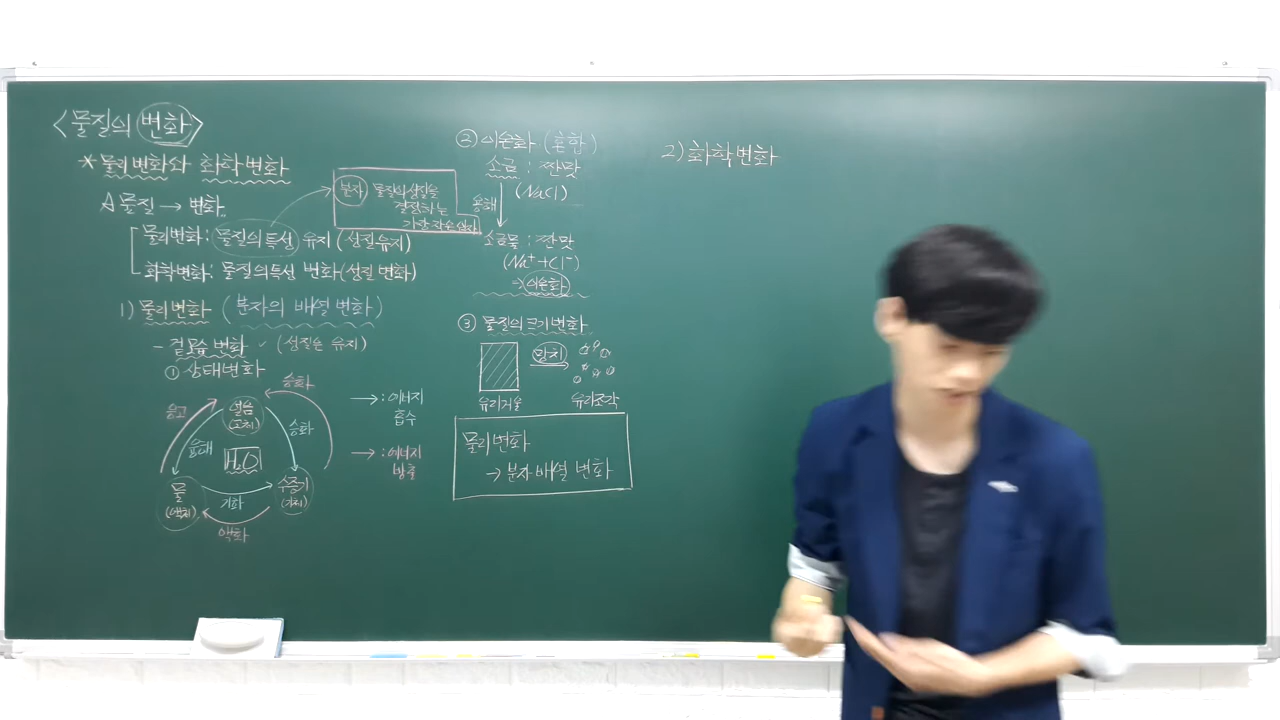 <물질의 변화>
*물리변화와 화학변화
물질 → 변화
물리변화: 물질의 특성 유지 (성질유지)
화학변화: 물질의 특성 변화 (성질 변화)
분자 물질의 성질을
결정하는
가장 작은 입자
1) 물리변화 (분자의 배열 변화)
- 겉모습 변화 (성질은 유지)
① 상태변화
승화
응고
얼음
(고체)
승화
융해
H₂O
물
(액체)
기화
수증기
(기체)
액화
→ : 에너지
흡수
→ : 에너지
방출
② 이온화 (혼합)
소금 : 짠맛
(NaCl)
용해
소금물 : 짠맛
(Na⁺+Cl⁻)
→ 이온화
③ 물질의 크기변화
망치
유리거울
유리조각
물리변화
→ 분자배열 변화
2) 화학변화